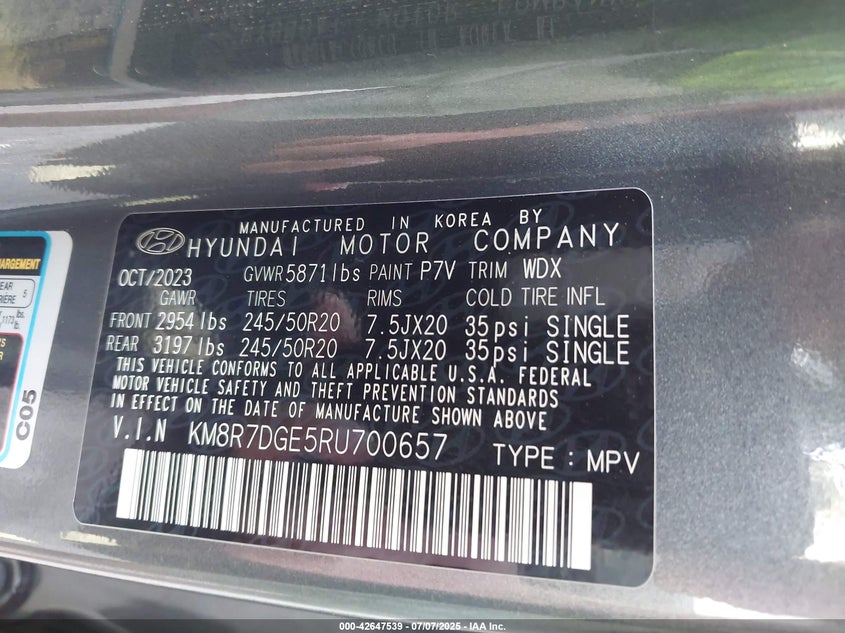 MANUFACTURED IN KOREA BY
HYUNDAI MOTOR COMPANY
OCT/2023 GVWR 5871lbs PAINT P7V TRIM WDX
GAWR TIRES RIMS COLD TIRE INFL
FRONT 2954lbs 245/50R20 7.5JX20 35psi SINGLE
REAR 3197lbs 245/50R20 7.5JX20 35psi SINGLE
THIS VEHICLE CONFORMS TO ALL APPLICABLE U.S.A. FEDERAL
MOTOR VEHICLE SAFETY AND THEFT PREVENTION STANDARDS
IN EFFECT ON THE DATE OF MANUFACTURE SHOWN ABOVE
V.I.N KM8R7DGE5RU700657 TYPE : MPV
C05
000-42647539 - 07/07/2025 - IAA Inc.